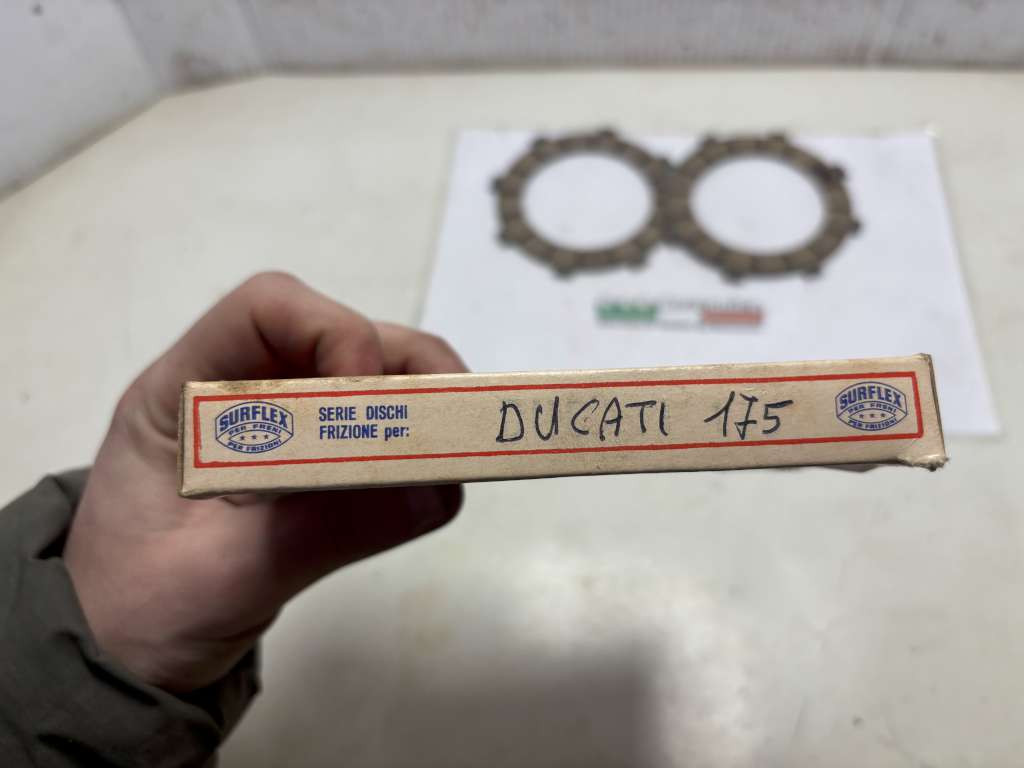 SURFLEX
PER FRENI
PER FRIZIONI
SERIE DISCHI
FRIZIONE per:
DUCATI 175
SURFLEX
PER FRENI
PER FRIZIONI